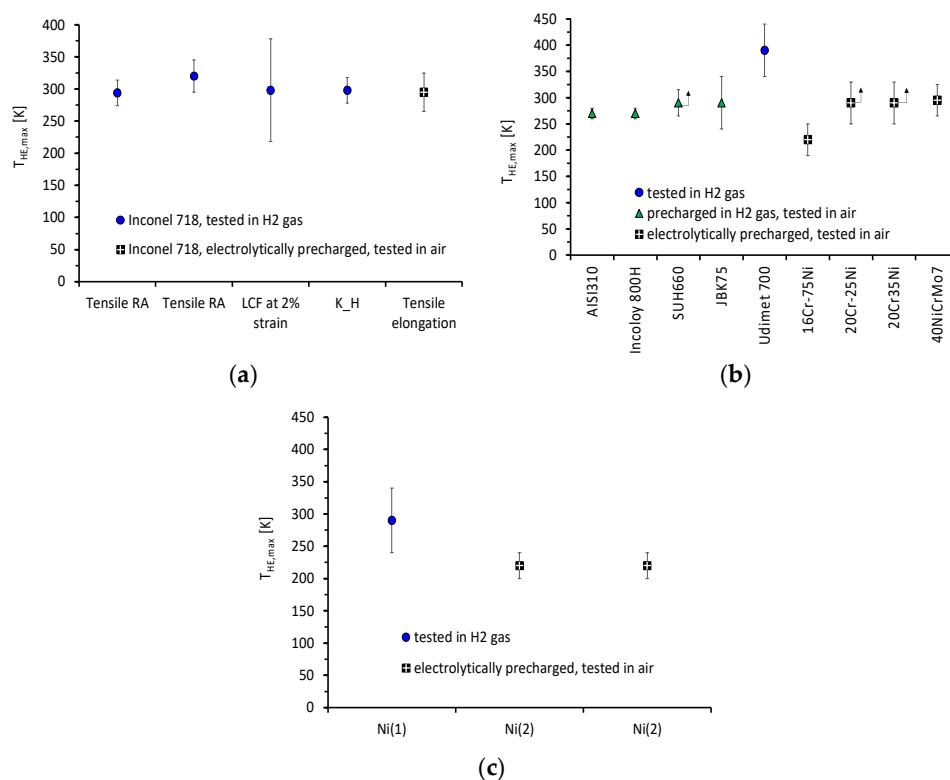 400
350
300
250
200
150
100
50
0
T_HE,max [K]
Inconel 718, tested in H2 gas
Inconel 718, electrolytically precharged, tested in air
Tensile RA
Tensile RA
LCF at 2%
strain
K_H
Tensile
elongation
(a)
450
400
350
300
250
200
150
100
50
0
T_HE,max [K]
tested in H2 gas
precharged in H2 gas, tested in air
electrolytically precharged, tested in air
AISI310
Incoloy 800H
SUH660
JBK75
Udimet 700
16Cr-75Ni
20Cr-25Ni
20Cr35Ni
40NiCrMo7
(b)
450
400
350
300
250
200
150
100
50
0
T_HE,max [K]
tested in H2 gas
electrolytically precharged, tested in air
Ni(1)
Ni(2)
Ni(2)
(c)